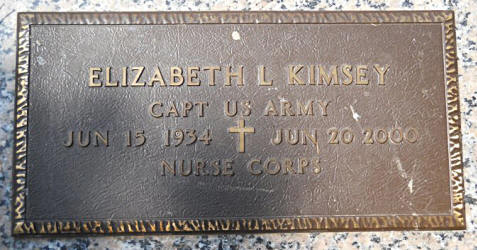 ELIZABETH L KIMSEY
CAPT US ARMY
JUN 15 1934 JUN 20 2000
NURSE CORPS